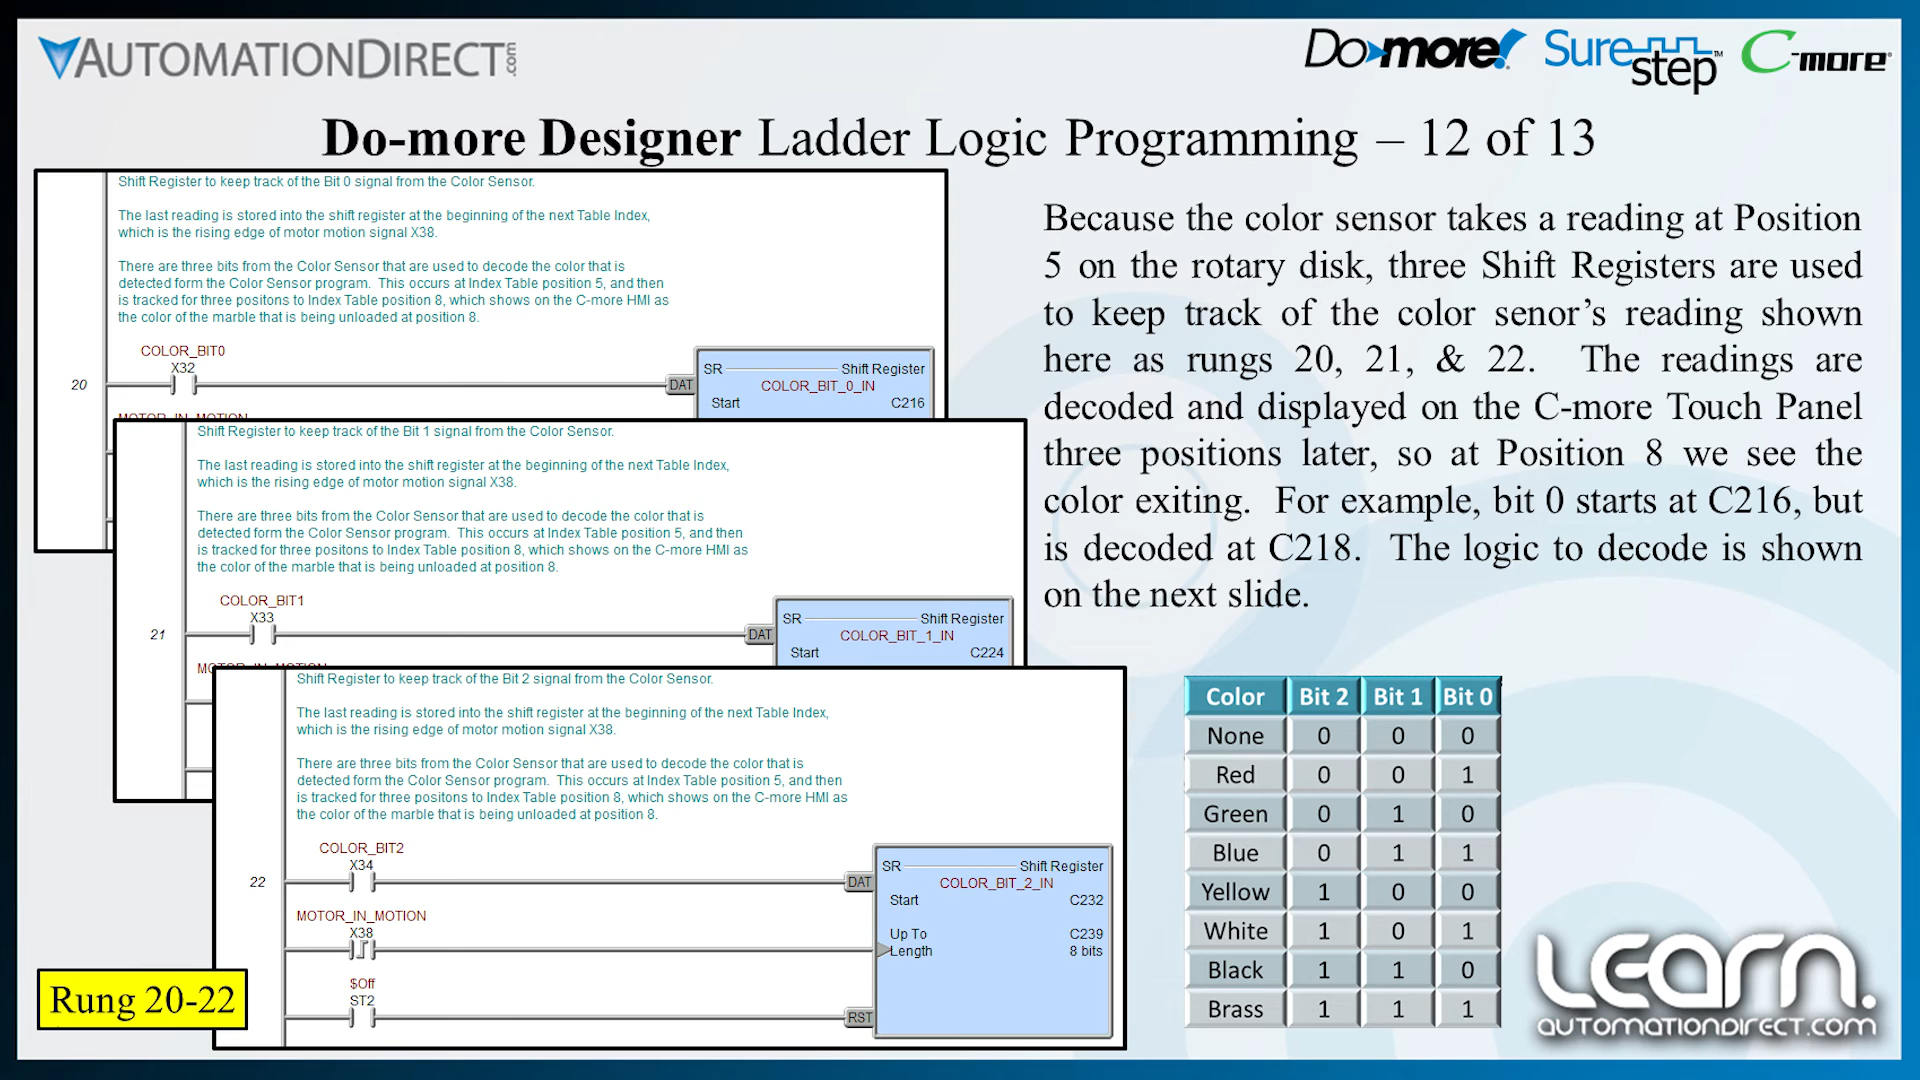 AUTOMATIONDIRECT.com
Do-more! Sure step™ C-more®
Do-more Designer Ladder Logic Programming – 12 of 13
Shift Register to keep track of the Bit 0 signal from the Color Sensor.
The last reading is stored into the shift register at the beginning of the next Table Index,
which is the rising edge of motor motion signal X38.
There are three bits from the Color Sensor that are used to decode the color that is
detected form the Color Sensor program. This occurs at Index Table position 5, and then
is tracked for three positons to Index Table position 8, which shows on the C-more HMI as
the color of the marble that is being unloaded at position 8.
COLOR_BIT0
X32
20
DAT
SR Shift Register
COLOR_BIT_0_IN
Start C216
MOTOR_IN_MOTION
Shift Register to keep track of the Bit 1 signal from the Color Sensor.
The last reading is stored into the shift register at the beginning of the next Table Index,
which is the rising edge of motor motion signal X38.
There are three bits from the Color Sensor that are used to decode the color that is
detected form the Color Sensor program. This occurs at Index Table position 5, and then
is tracked for three positons to Index Table position 8, which shows on the C-more HMI as
the color of the marble that is being unloaded at position 8.
COLOR_BIT1
X33
21
DAT
SR Shift Register
COLOR_BIT_1_IN
Start C224
MOTOR_IN_MOTION
Shift Register to keep track of the Bit 2 signal from the Color Sensor.
The last reading is stored into the shift register at the beginning of the next Table Index,
which is the rising edge of motor motion signal X38.
There are three bits from the Color Sensor that are used to decode the color that is
detected form the Color Sensor program. This occurs at Index Table position 5, and then
is tracked for three positons to Index Table position 8, which shows on the C-more HMI as
the color of the marble that is being unloaded at position 8.
COLOR_BIT2
X34
22
DAT
SR Shift Register
COLOR_BIT_2_IN
Start C232
MOTOR_IN_MOTION
X38
Up To C239
Length 8 bits
$Off
ST2
RST
Rung 20-22
Because the color sensor takes a reading at Position
5 on the rotary disk, three Shift Registers are used
to keep track of the color senor’s reading shown
here as rungs 20, 21, & 22. The readings are
decoded and displayed on the C-more Touch Panel
three positions later, so at Position 8 we see the
color exiting. For example, bit 0 starts at C216, but
is decoded at C218. The logic to decode is shown
on the next slide.
Color Bit 2 Bit 1 Bit 0
None 0 0 0
Red 0 0 1
Green 0 1 0
Blue 0 1 1
Yellow 1 0 0
White 1 0 1
Black 1 1 0
Brass 1 1 1
LEARN.
AUTOMATIONDIRECT.COM